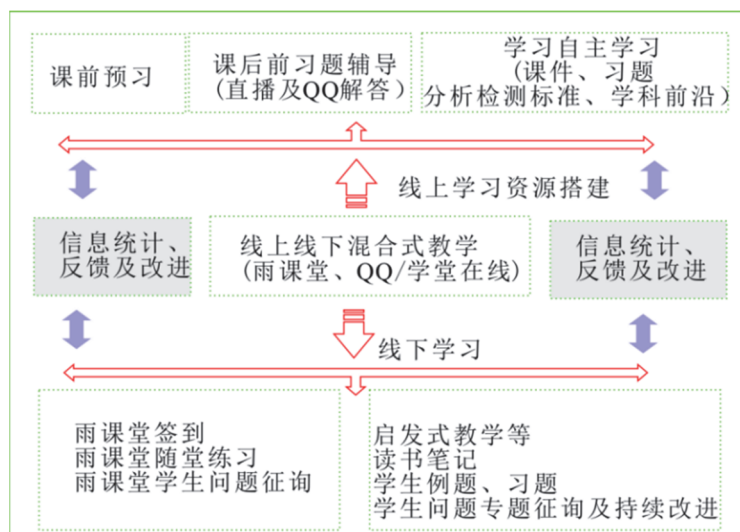 课前预习
课后前习题辅导
(直播及QQ解答)
学习自主学习
(课件、习题
分析检测标准、学科前沿)
线上学习资源搭建
信息统计、
反馈及改进
线上线下混合式教学
(雨课堂、QQ/学堂在线)
信息统计、
反馈及改进
线下学习
雨课堂签到
雨课堂随堂练习
雨课堂学生问题征询
启发式教学等
读书笔记
学生例题、习题
学生问题专题征询及持续改进